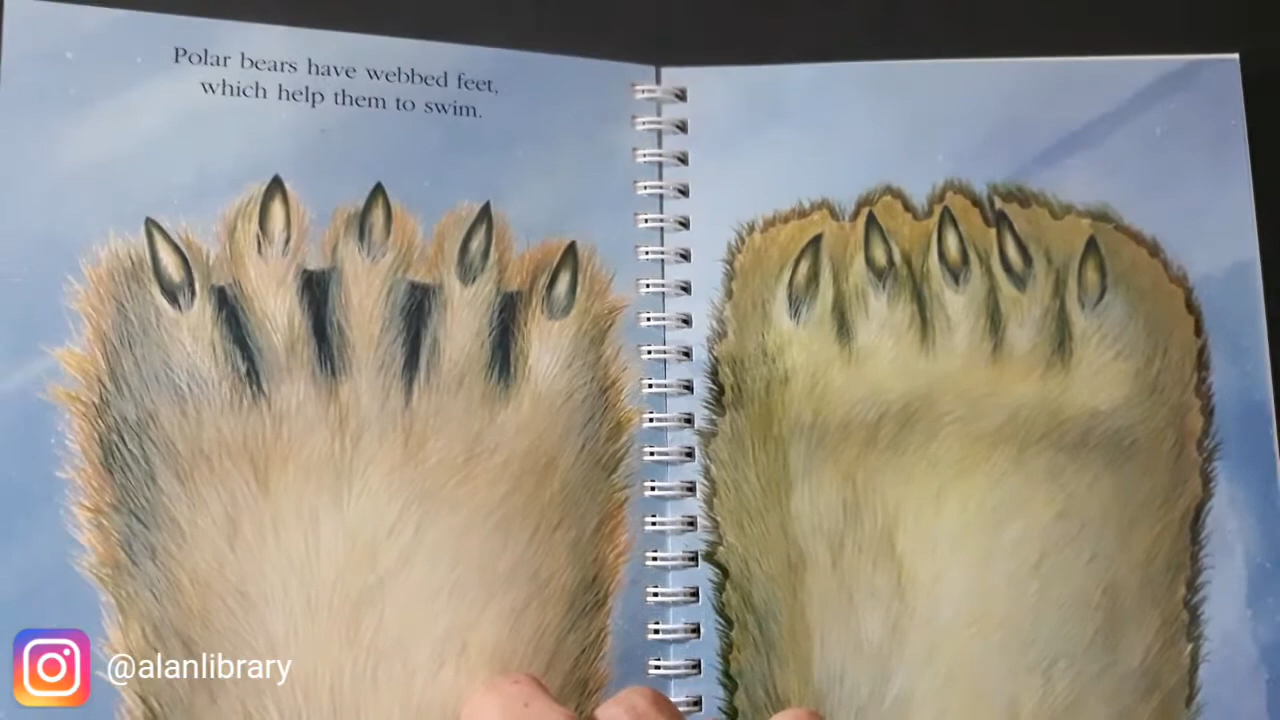 Polar bears have webbed feet,
which help them to swim.
@alanlibrary